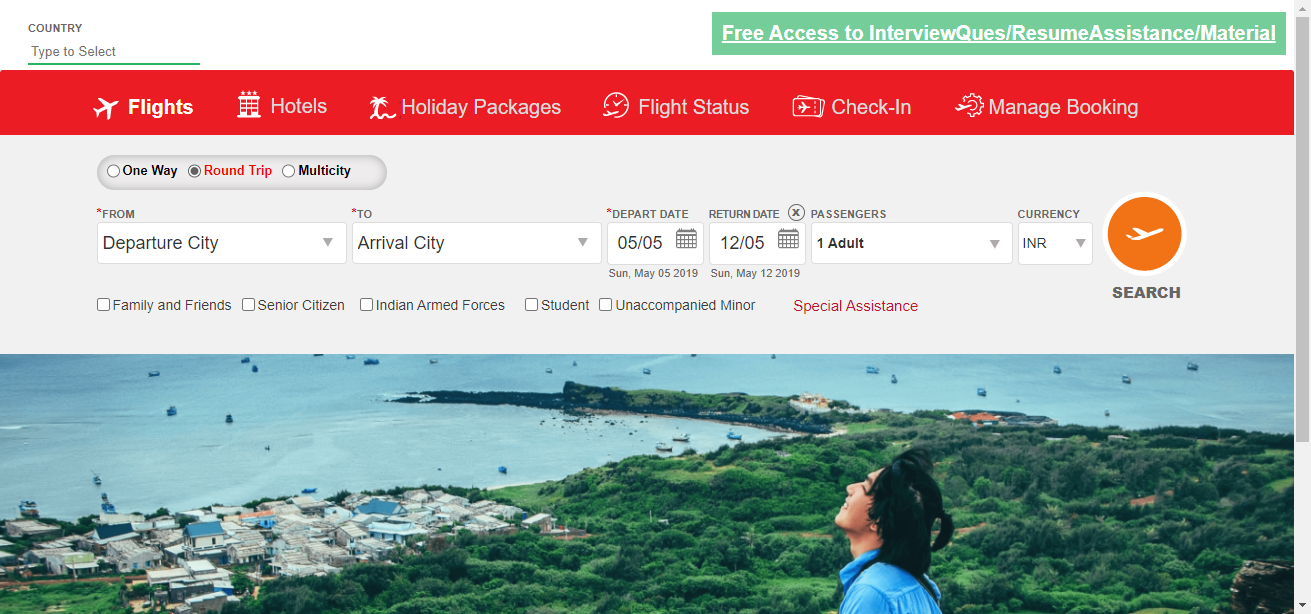 COUNTRY
Type to Select
Free Access to InterviewQues/ResumeAssistance/Material
Flights Hotels Holiday Packages Flight Status Check-In Manage Booking
One Way Round Trip Multicity
*FROM *TO *DEPART DATE RETURN DATE PASSENGERS CURRENCY
Departure City Arrival City 05/05 12/05 1 Adult INR
Sun, May 05 2019 Sun, May 12 2019
SEARCH
Family and Friends Senior Citizen Indian Armed Forces Student Unaccompanied Minor Special Assistance